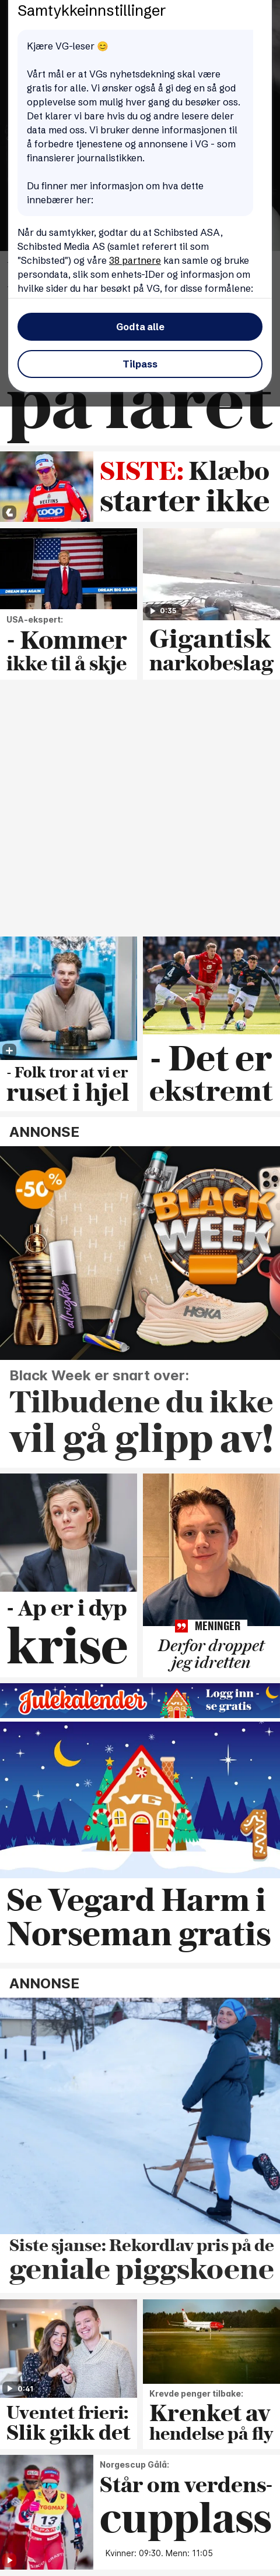 Samtykkeinnstillinger
Kjære VG-leser 😊
Vårt mål er at VGs nyhetsdekning skal være
gratis for alle. Vi ønsker også å gi deg en så god
opplevelse som mulig hver gang du besøker oss.
Det klarer vi bare hvis du og andre lesere deler
data med oss. Vi bruker denne informasjonen til
å forbedre tjenestene og annonsene i VG - som
finansierer journalistikken.
Du finner mer informasjon om hva dette
innebærer her:
Når du samtykker, godtar du at Schibsted ASA,
Schibsted Media AS (samlet referert til som
"Schibsted") og våre 38 partnere kan samle og bruke
persondata, slik som enhets-IDer og informasjon om
hvilke sider du har besøkt på VG, for disse formålene:
Godta alle
Tilpass
på fåret
SISTE: Klæbo
starter ikke
coop
DREAM BIG AGAIN
DREAM BIG AGAIN
0:35
USA-ekspert:
- Kommer
ikke til å skje
Gigantisk
narkobeslag
- Folk tror at vi er
ruset i hjel
- Det er
ekstremt
ANNONSE
-50%
BLACK
WEEK
HOKA
Black Week er snart over:
Tilbudene du ikke
vil gå glipp av!
- Ap er i dyp
krise
MENINGER
Derfor droppet
jeg idretten
Julekalender
Logg inn -
se gratis
VG
1
Se Vegard Harm i
Norseman gratis
ANNONSE
Siste sjanse: Rekordlav pris på de
geniale piggskoene
0:41
Uventet frieri:
Slik gikk det
Krevde penger tilbake:
Krenket av
hendelse på fly
13
Norgescup Gålå:
Står om verdens-
cupplass
Kvinner: 09:30. Menn: 11:05